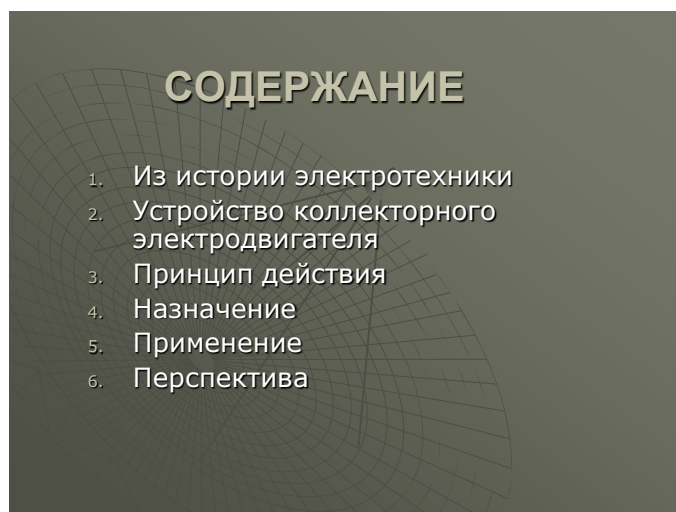 СОДЕРЖАНИЕ
1. Из истории электротехники
2. Устройство коллекторного
электродвигателя
3. Принцип действия
4. Назначение
5. Применение
6. Перспектива